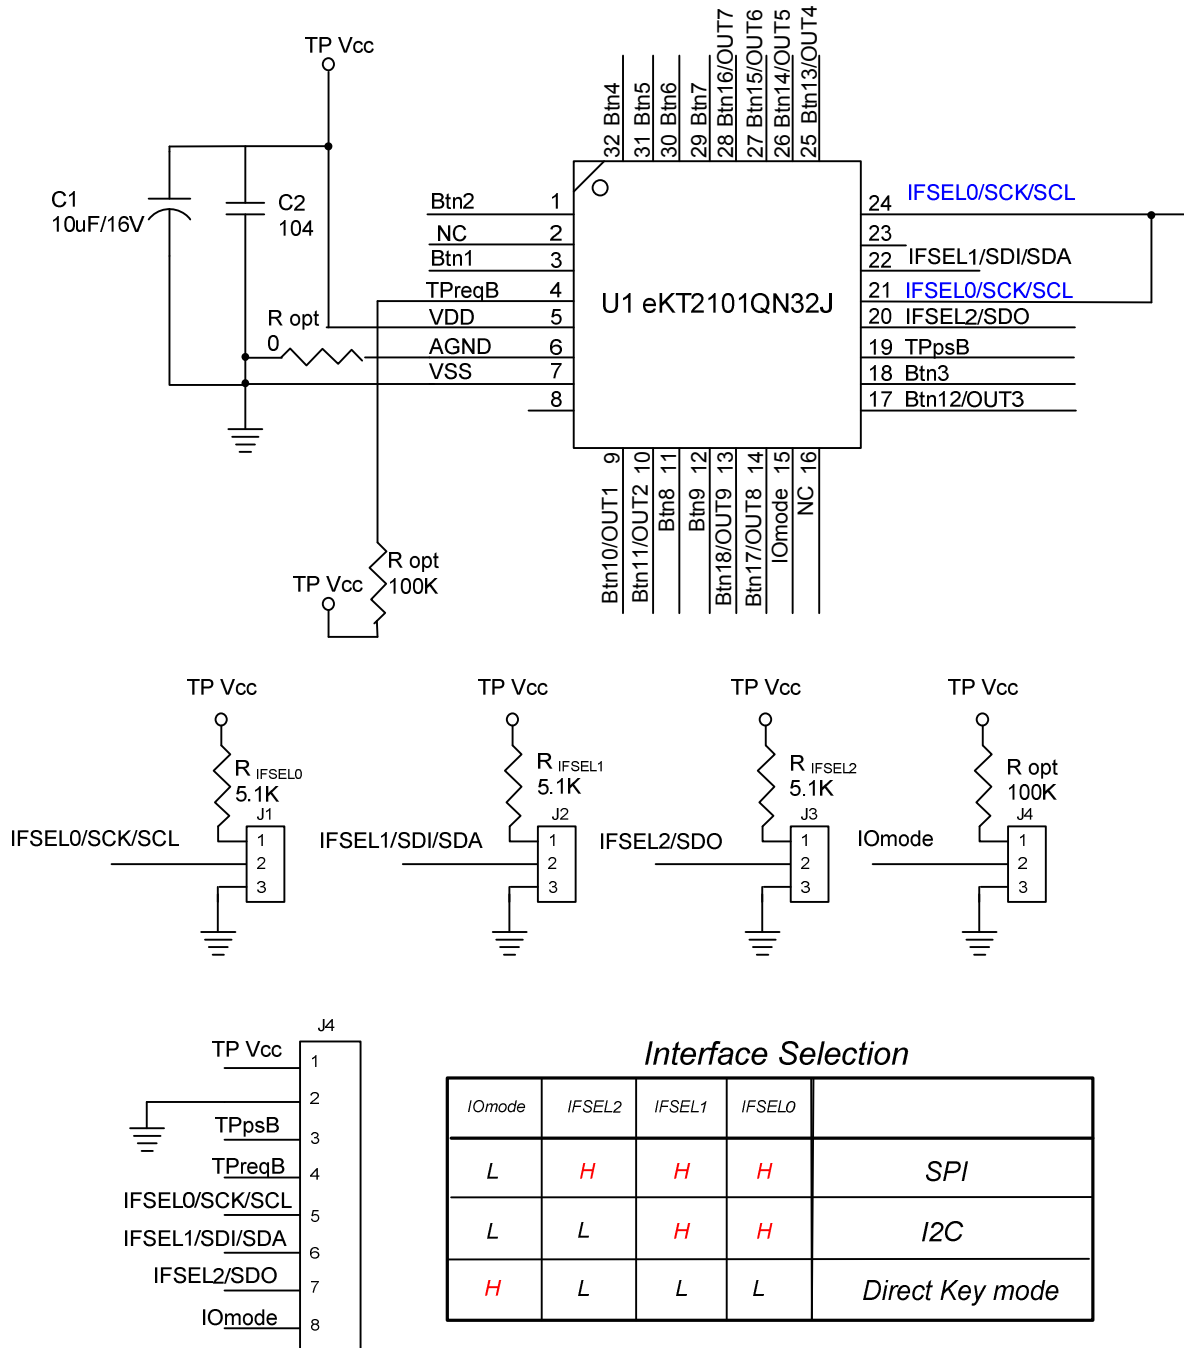 TP Vcc
32 Btn4
31 Btn5
30 Btn6
29 Btn7
28 Btn16/OUT7
27 Btn15/OUT6
26 Btn14/OUT5
25 Btn13/OUT4
C1
10uF/16V
C2
104
Btn2 1
NC 2
Btn1 3
TPreqB 4
VDD 5
AGND 6
VSS 7
8
R opt
0
U1 eKT2101QN32J
24 IFSEL0/SCK/SCL
23
22 IFSEL1/SDI/SDA
21 IFSEL0/SCK/SCL
20 IFSEL2/SDO
19 TPpsB
18 Btn3
17 Btn12/OUT3
Btn10/OUT1 9
Btn11/OUT2 10
Btn8 11
Btn9 12
Btn18/OUT9 13
Btn17/OUT8 14
IOmode 15
NC 16
R opt
100K
TP Vcc
TP Vcc
R IFSEL0
5.1K
J1
IFSEL0/SCK/SCL
1
2
3
TP Vcc
R IFSEL1
5.1K
J2
IFSEL1/SDI/SDA
1
2
3
TP Vcc
R IFSEL2
5.1K
J3
IFSEL2/SDO
1
2
3
TP Vcc
R opt
100K
J4
IOmode
1
2
3
J4
TP Vcc 1
2
TPpsB 3
TPreqB 4
IFSEL0/SCK/SCL 5
IFSEL1/SDI/SDA 6
IFSEL2/SDO 7
IOmode 8
Interface Selection
IOmode IFSEL2 IFSEL1 IFSEL0
L H H H SPI
L L H H I2C
H L L L Direct Key mode